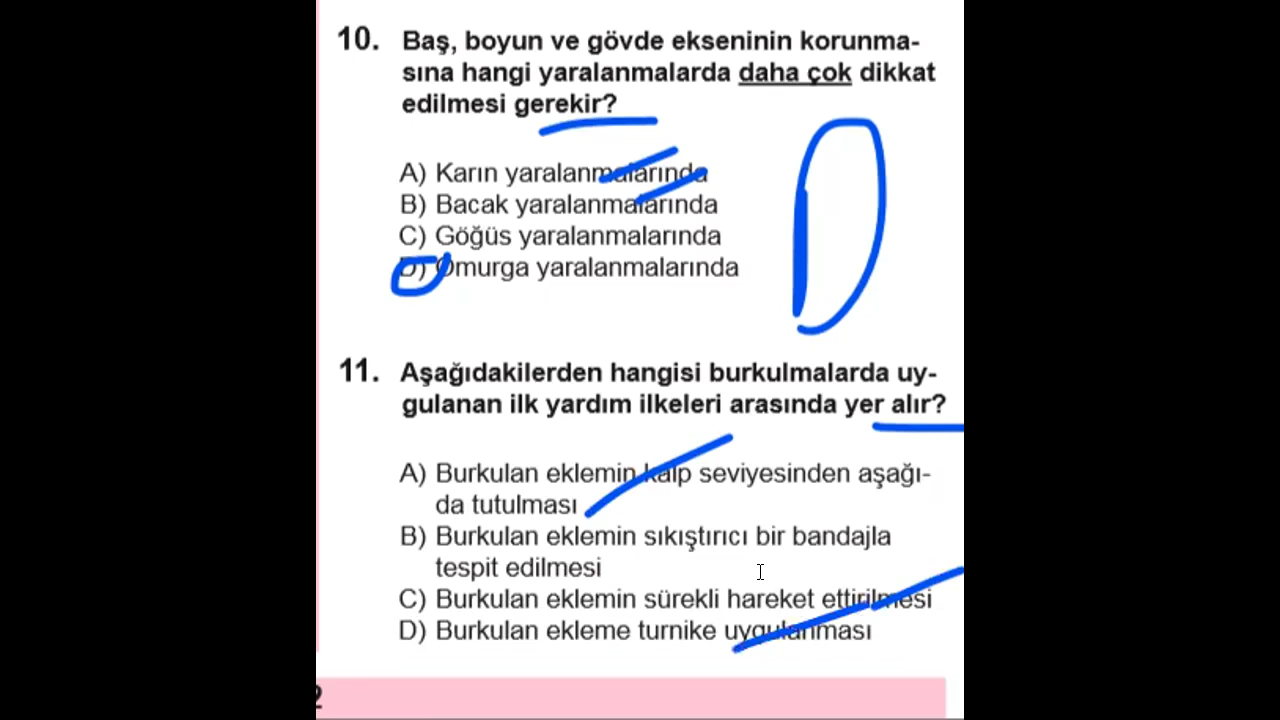 10. Baş, boyun ve gövde ekseninin korunma-
sına hangi yaralanmalarda daha çok dikkat
edilmesi gerekir?
A) Karın yaralanmalarında
B) Bacak yaralanmalarında
C) Göğüs yaralanmalarında
D) Omurga yaralanmalarında
D
11. Aşağıdakilerden hangisi burkulmalarda uy-
gulanan ilk yardım ilkeleri arasında yer alır?
A) Burkulan eklemin kalp seviyesinden aşağı-
da tutulması
B) Burkulan eklemin sıkıştırıcı bir bandajla
tespit edilmesi
C) Burkulan eklemin sürekli hareket ettirilmesi
D) Burkulan ekleme turnike uygulanması
2